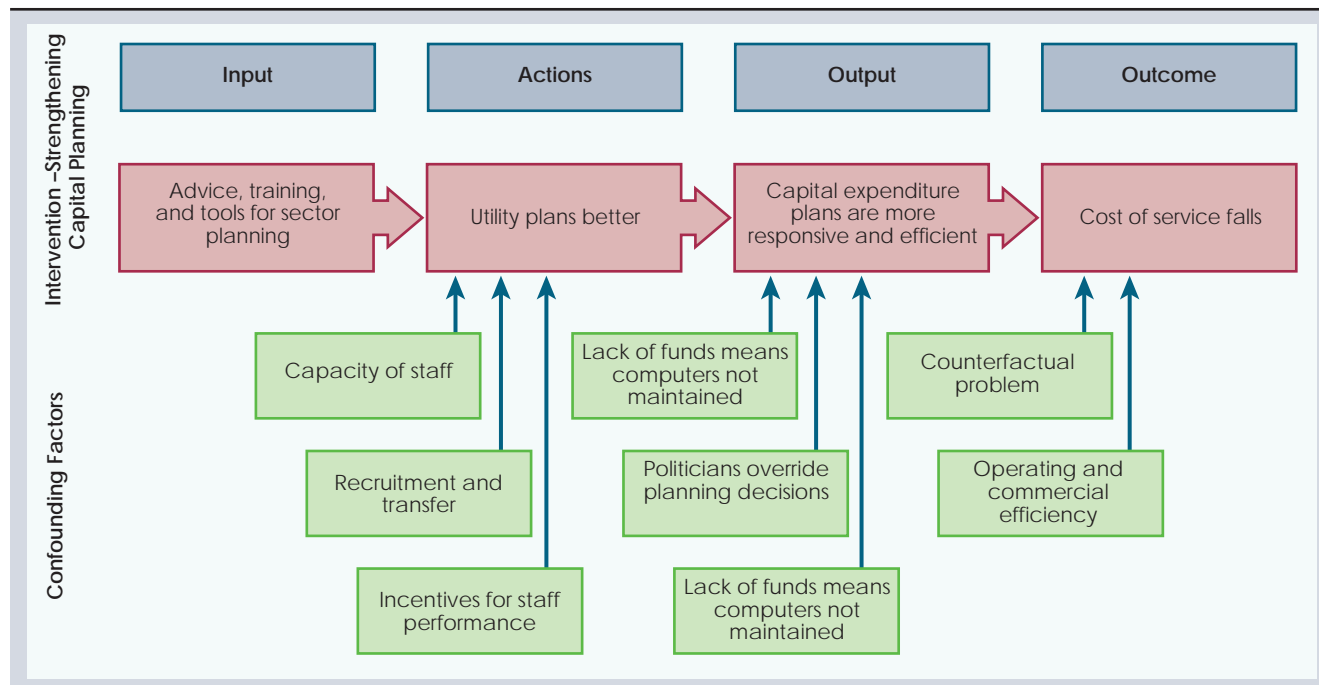 Intervention –Strengthening
Capital Planning
Input
Actions
Output
Outcome
Advice, training,
and tools for sector
planning
Utility plans better
Capital expenditure
plans are more
responsive and efficient
Cost of service falls
Confounding Factors
Capacity of staff
Lack of funds means
computers not
maintained
Counterfactual
problem
Recruitment and
transfer
Politicians override
planning decisions
Operating and
commercial
efficiency
Incentives for staff
performance
Lack of funds means
computers not
maintained